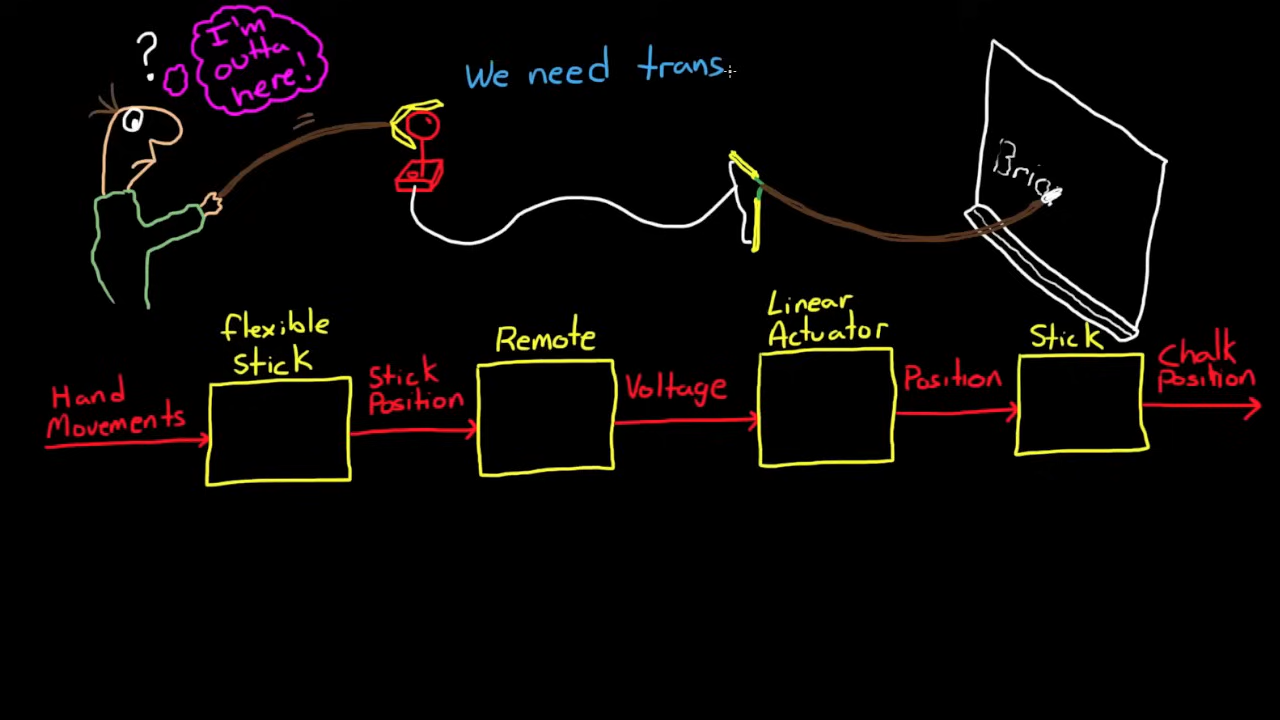 ?
I'm
outta
here!
We need trans
Bria
flexible
Stick
Remote
Linear
Actuator
Stick
Hand
Movements
Stick
Position
Voltage
Position
Chalk
Position